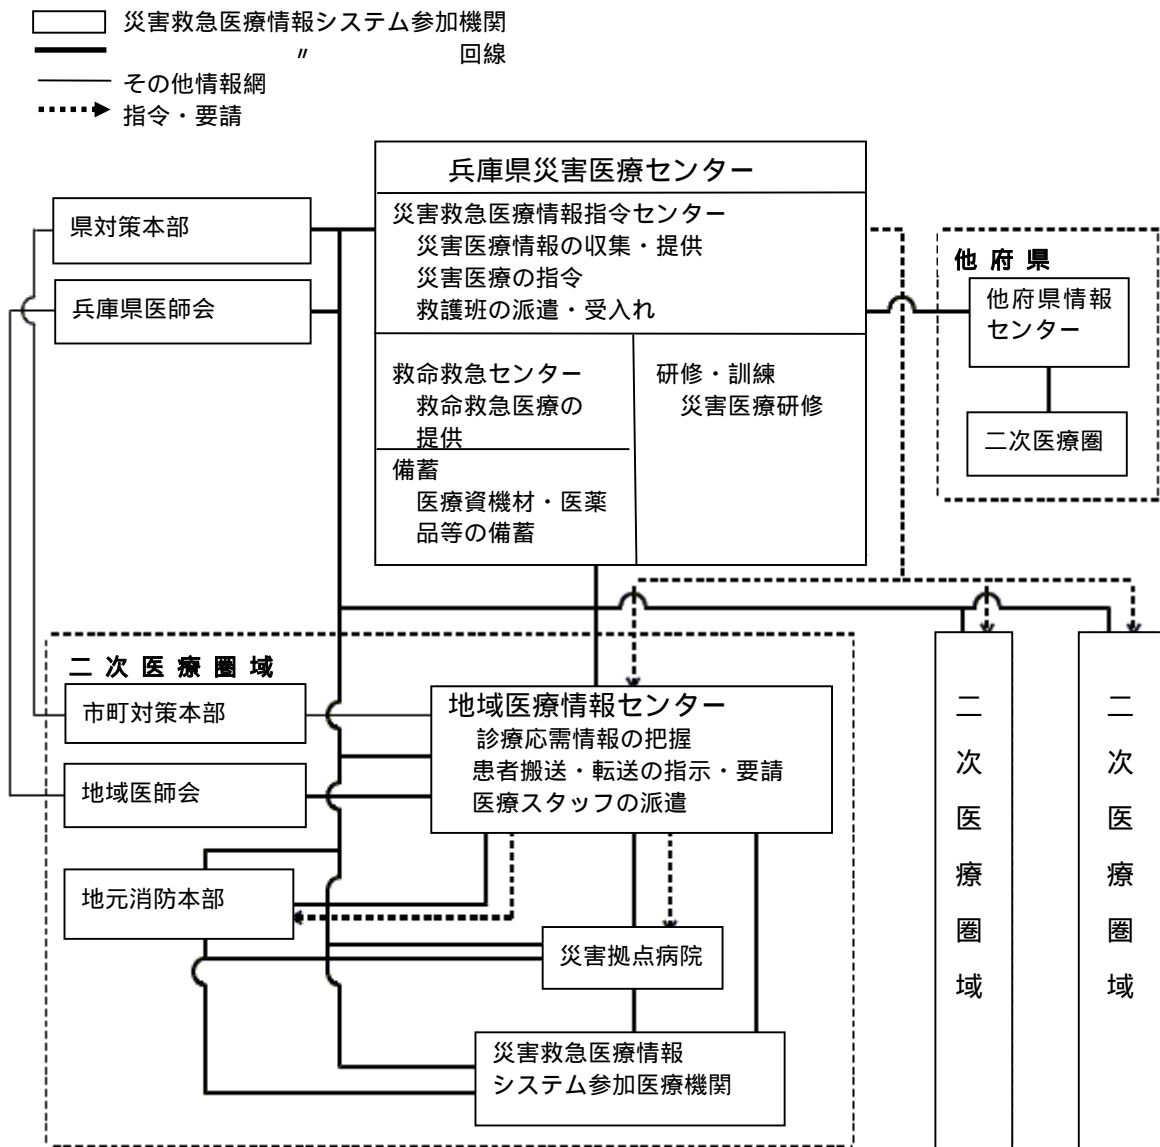 災害救急医療情報システム参加機関
〃 回線
その他情報網
指令・要請
兵庫県災害医療センター
災害救急医療情報指令センター
災害医療情報の収集・提供
災害医療の指令
救護班の派遣・受入れ
救命救急センター
救命救急医療の
提供
備蓄
医療資機材・医薬
品等の備蓄
研修・訓練
災害医療研修
県対策本部
兵庫県医師会
他府県
他府県情報
センター
二次医療圏
二次医療圏域
市町対策本部
地域医師会
地元消防本部
地域医療情報センター
診療応需情報の把握
患者搬送・転送の指示・要請
医療スタッフの派遣
災害拠点病院
災害救急医療情報
システム参加医療機関
二次医療圏域
二次医療圏域